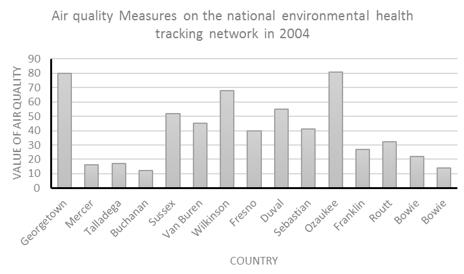 Air quality Measures on the national environmental health
tracking network in 2004
VALUE OF AIR QUALITY
90
80
70
60
50
40
30
20
10
0
Georgetown
Mercer
Talladega
Buchanan
Sussex
Van Buren
Wilkinson
Fresno
Duval
Sebastian
Ozaukee
Franklin
Routt
Bowie
Bowie
COUNTRY